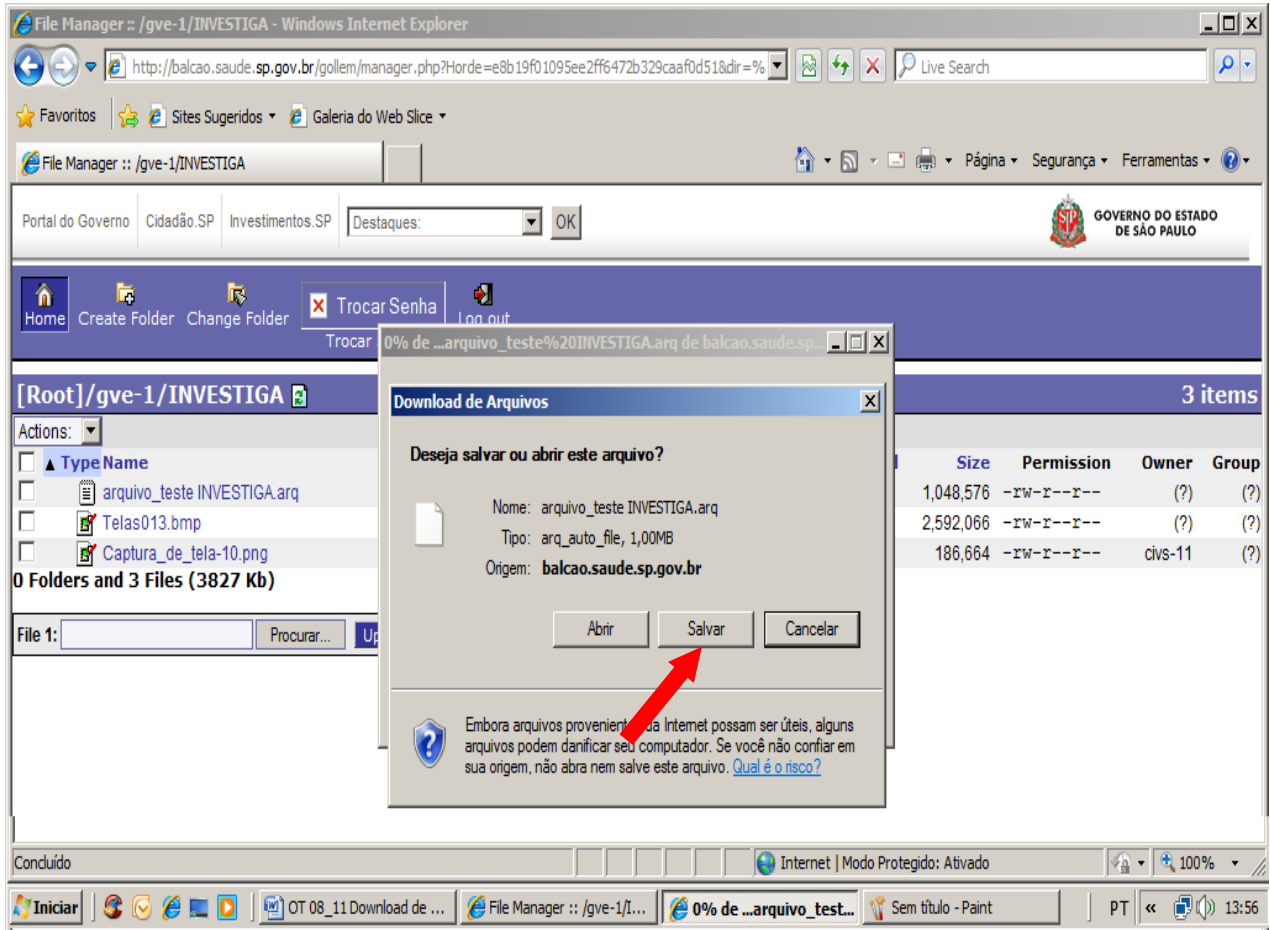 File Manager :: /gve-1/INVESTIGA - Windows Internet Explorer
http://balcao.saude.sp.gov.br/gollem/manager.php?Horde=e8b19f01095ee2ff6472b329caaf0d51&dir=%
Live Search
Favoritos Sites Sugeridos Galeria do Web Slice
File Manager :: /gve-1/INVESTIGA
Página Segurança Ferramentas
Portal do Governo Cidadão.SP Investimentos.SP Destaques: OK
GOVERNO DO ESTADO
DE SÃO PAULO
Home Create Folder Change Folder Trocar Senha Log out
Trocar
0% de ...arquivo_teste%20INVESTIGA.arq de balcao.saude.sp...
[Root]/gve-1/INVESTIGA 3 items
Download de Arquivos
Actions:
Deseja salvar ou abrir este arquivo?
Type Name Size Permission Owner Group
arquivo_teste INVESTIGA.arq 1,048,576 -rw-r--r-- (?) (?)
Telas013.bmp 2,592,066 -rw-r--r-- (?) (?)
Captura_de_tela-10.png 186,664 -rw-r--r-- civs-11 (?)
0 Folders and 3 Files (3827 Kb)
Nome: arquivo_teste INVESTIGA.arq
Tipo: arq_auto_file, 1,00MB
Origem: balcao.saude.sp.gov.br
File 1: Procurar...
Abrir Salvar Cancelar
Embora arquivos da Internet possam ser úteis, alguns
arquivos podem danificar seu computador. Se você não confiar em
sua origem, não abra nem salve este arquivo. Qual é o risco?
Concluído Internet | Modo Protegido: Ativado 100%
Iniciar OT 08_11 Download de ... File Manager :: /gve-1/I... 0% de ...arquivo_test... Sem título - Paint PT « 13:56